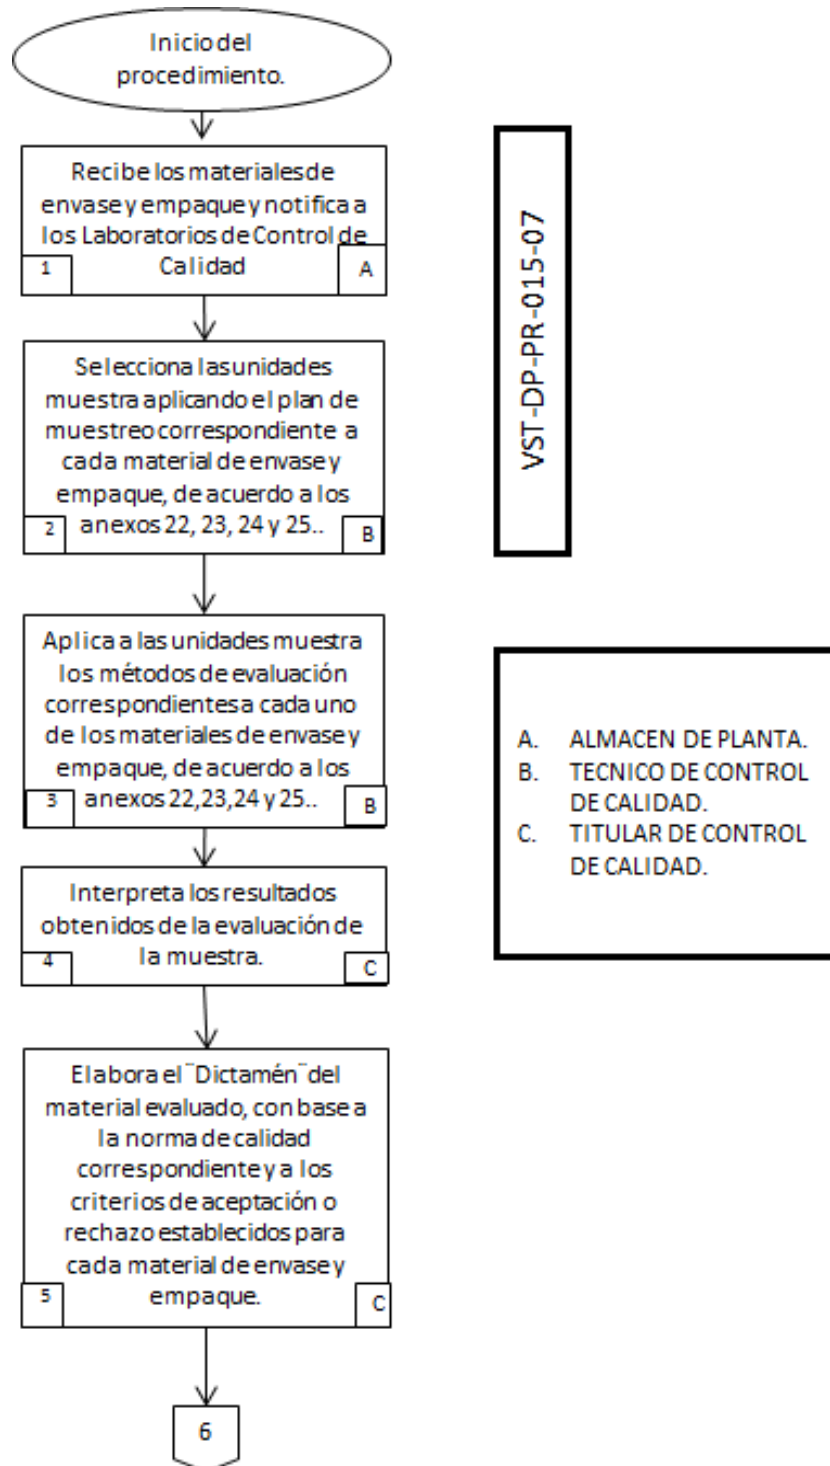 Inicio del
procedimiento.
Recibe los materiales de
envase y empaque y notifica a
los Laboratorios de Control de
Calidad
1
A
Selecciona las unidades
muestra aplicando el plan de
muestreo correspondiente a
cada material de envase y
empaque, de acuerdo a los
anexos 22, 23, 24 y 25..
2
B
Aplica a las unidades muestra
los métodos de evaluación
correspondientes a cada uno
de los materiales de envase y
empaque, de acuerdo a los
anexos 22,23,24 y 25..
3
B
Interpreta los resultados
obtenidos de la evaluación de
la muestra.
4
C
Elabora el ¨Dictamén¨ del
material evaluado, con base a
la norma de calidad
correspondiente y a los
criterios de aceptación o
rechazo establecidos para
cada material de envase y
empaque.
5
C
6
VST-DP-PR-015-07
A. ALMACEN DE PLANTA.
B. TECNICO DE CONTROL
DE CALIDAD.
C. TITULAR DE CONTROL
DE CALIDAD.